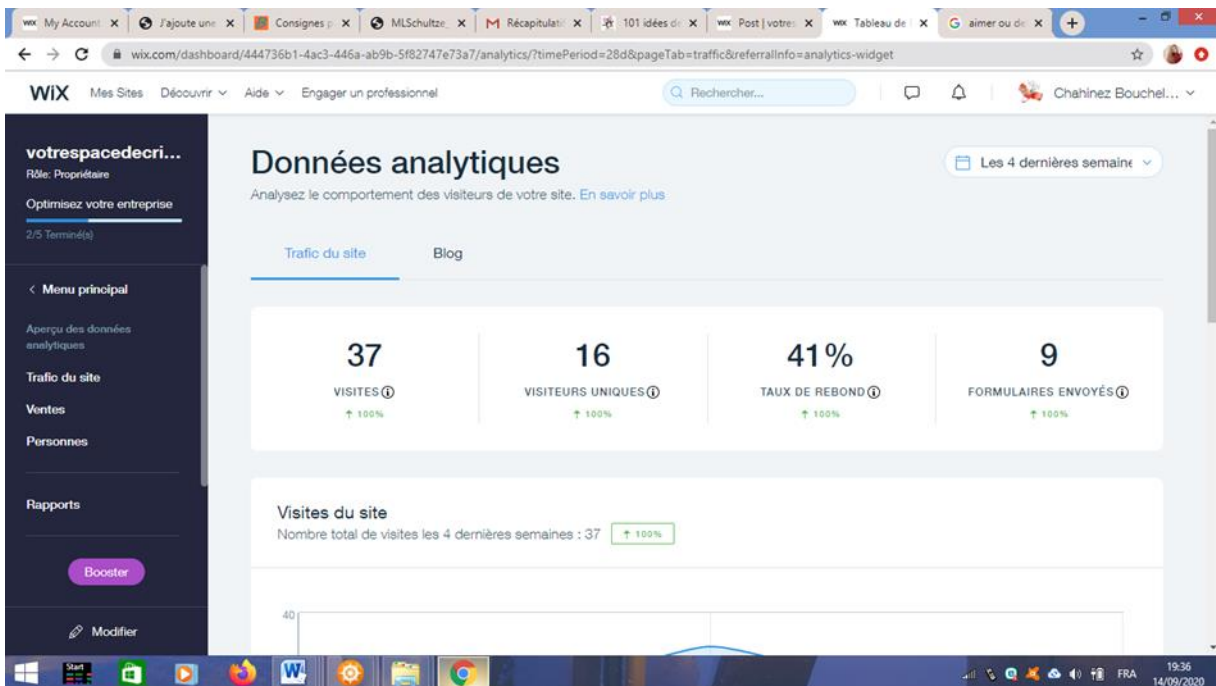 My Account
J'ajoute une
Consignes p
MLSchultze_
Récapitulati
101 idées de
Post | votre
Tableau de
aimer ou de
wix.com/dashboard/444736b1-4ac3-446a-ab9b-5f82747e73a7/analytics/?timePeriod=28d&pageTab=traffic&referralInfo=analytics-widget
WiX Mes Sites Découvrir Aide Engager un professionnel Rechercher... Chahinez Bouchel...
votrespacedecri...
Rôle: Propriétaire
Optimisez votre entreprise
2/5 Terminé(s)
Menu principal
Aperçu des données
analytiques
Trafic du site
Ventes
Personnes
Rapports
Booster
Modifier
Données analytiques
Les 4 dernières semaine
Analysez le comportement des visiteurs de votre site. En savoir plus
Trafic du site Blog
37 16 41% 9
VISITES VISITEURS UNIQUES TAUX DE REBOND FORMULAIRES ENVOYÉS
↑ 100% ↑ 100% ↑ 100% ↑ 100%
Visites du site
Nombre total de visites les 4 dernières semaines : 37 ↑ 100%
40
Start
FRA
19:36
14/09/2020